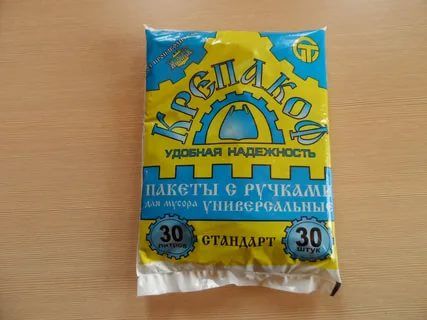 КРЕПАКОФ
УДОБНАЯ НАДЕЖНОСТЬ
ПАКЕТЫ С РУЧКАМИ
для мусора УНИВЕРСАЛЬНЫЕ
30 ЛИТРОВ
СТАНДАРТ
30 ШТУК